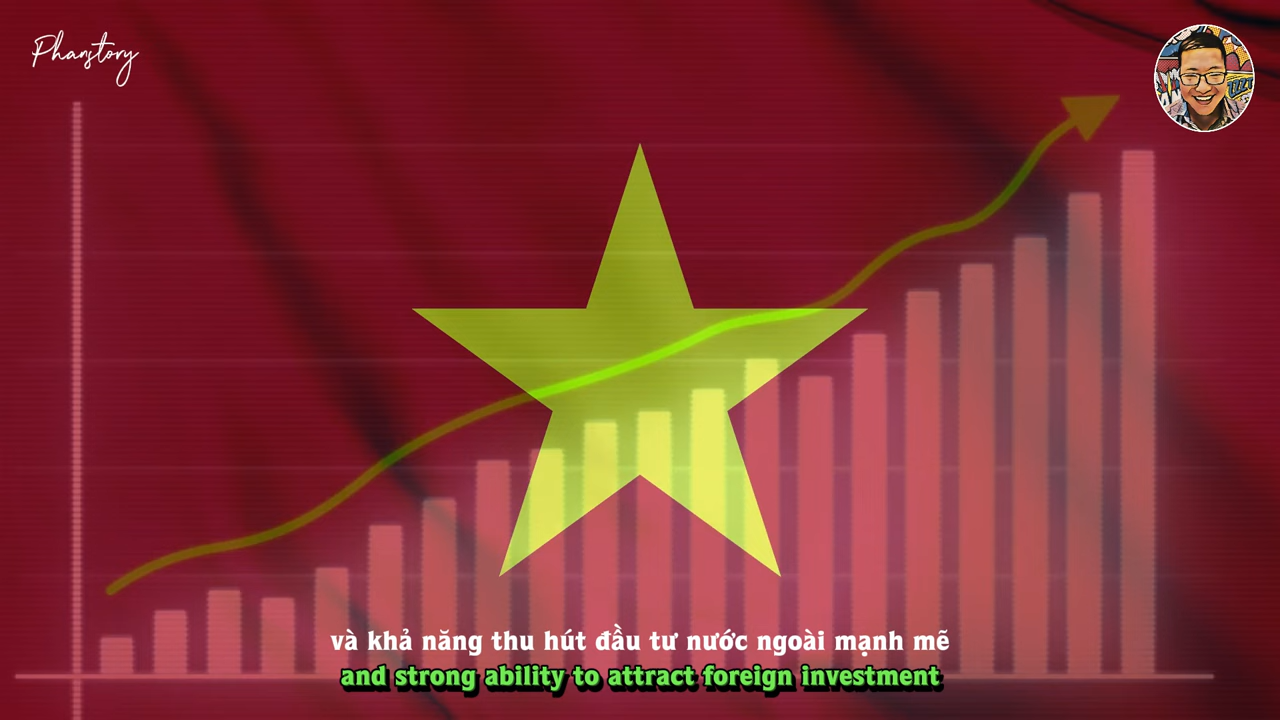 Phanstory
và khả năng thu hút đầu tư nước ngoài mạnh mẽ
and strong ability to attract foreign investment